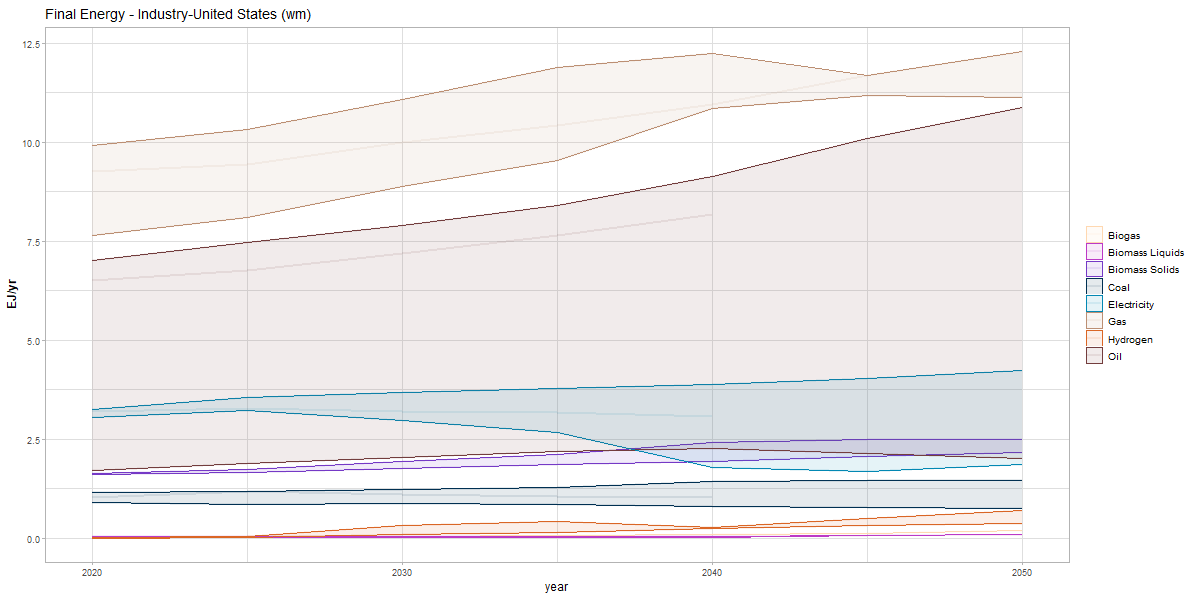 Final Energy - Industry-United States (wm)
12.5
10.0
7.5
5.0
2.5
0.0
EJ/yr
2020
2030
2040
2050
year
Biogas
Biomass Liquids
Biomass Solids
Coal
Electricity
Gas
Hydrogen
Oil